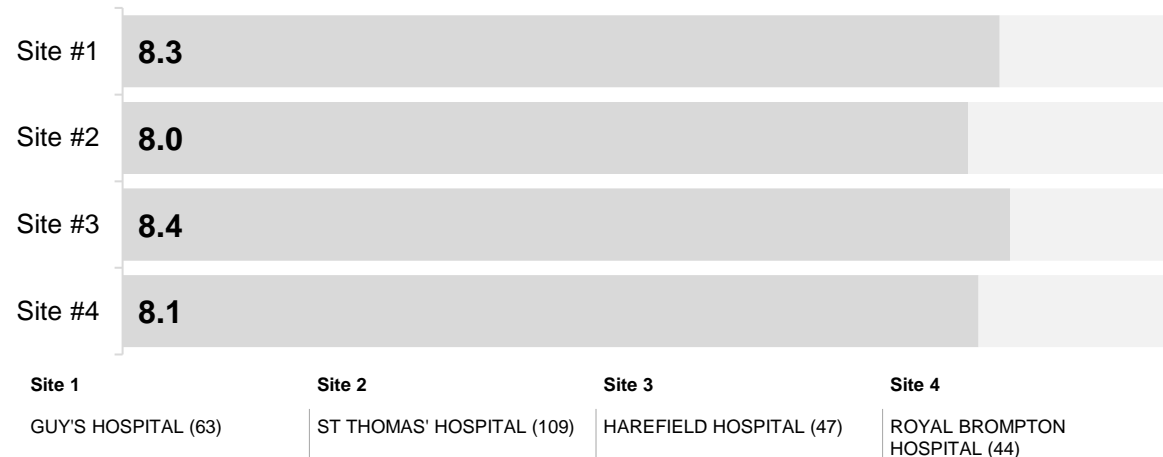 Site #1 8.3
Site #2 8.0
Site #3 8.4
Site #4 8.1
Site 1 Site 2 Site 3 Site 4
GUY'S HOSPITAL (63) ST THOMAS' HOSPITAL (109) HAREFIELD HOSPITAL (47) ROYAL BROMPTON
HOSPITAL (44)